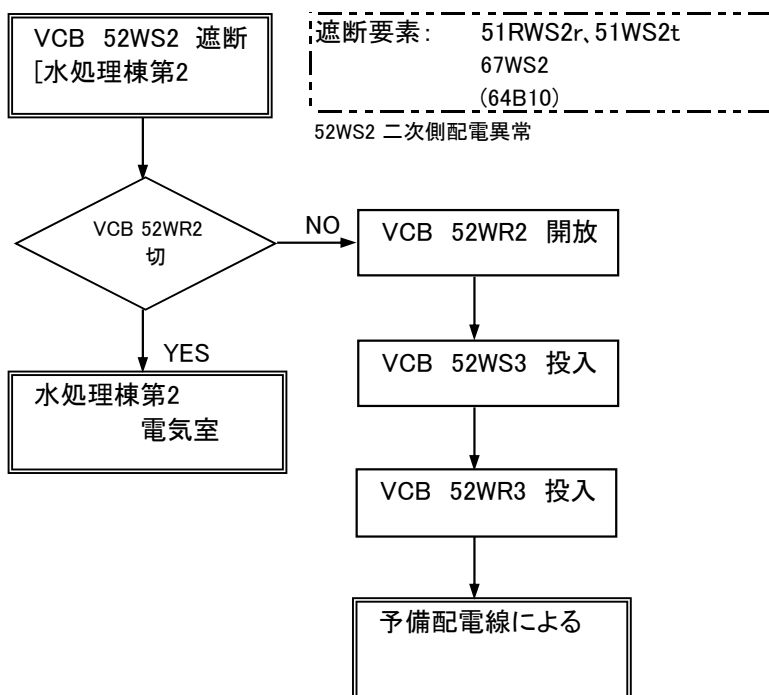 VCB 52WS2 遮断
[水処理棟第2
遮断要素: 51RWS2r、51WS2t
67WS2
(64B10)
52WS2 二次側配電異常
VCB 52WR2
切
NO
VCB 52WR2 開放
YES
水処理棟第2
電気室
VCB 52WS3 投入
VCB 52WR3 投入
予備配電線による